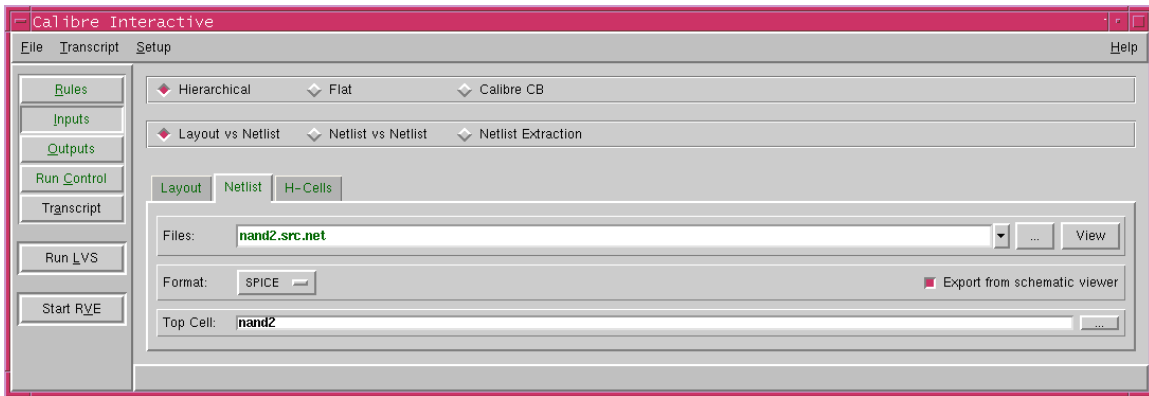 Calibre Interactive
File Transcript Setup Help
Rules
Inputs
Outputs
Run Control
Transcript
Run LVS
Start RVE
Hierarchical Flat Calibre CB
Layout vs Netlist Netlist vs Netlist Netlist Extraction
Layout Netlist H-Cells
Files: nand2.src.net ... View
Format: SPICE Export from schematic viewer
Top Cell: nand2 ...